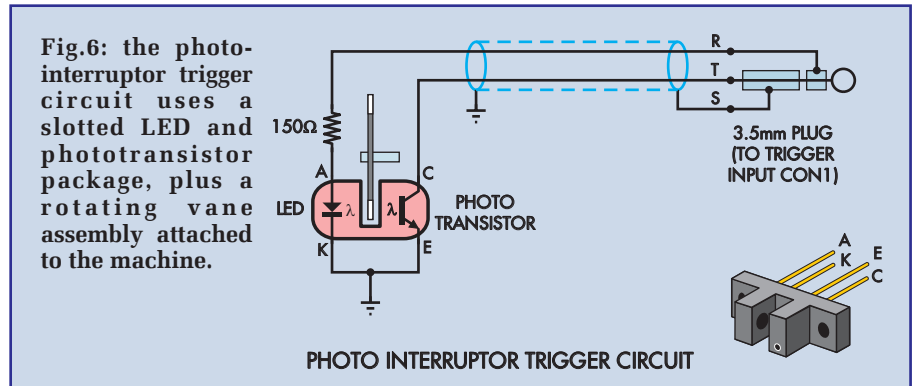 Fig.6: the photo-
interruptor trigger
circuit uses a
slotted LED and
phototransistor
package, plus a
rotating vane
assembly attached
to the machine.
R
T
S
150Ω
3.5mm PLUG
(TO TRIGGER
INPUT CON1)
A
C
LED
λ
λ
PHOTO
TRANSISTOR
K
E
A
K
E
C
PHOTO INTERRUPTOR TRIGGER CIRCUIT